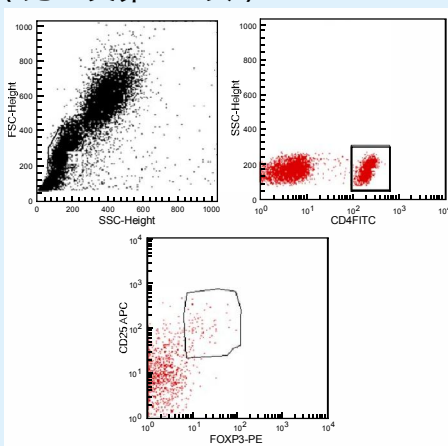 1000
800
600
400
200
0
FSC-Height
0 200 400 600 800 1000
SSC-Height
1000
800
600
400
200
0
SSC-Height
10⁰ 10¹ 10² 10³
CD4FITC
10⁴
10³
10²
10¹
10⁰
CD25 APC
10⁰ 10¹ 10² 10³ 10⁴
FOXP3-PE